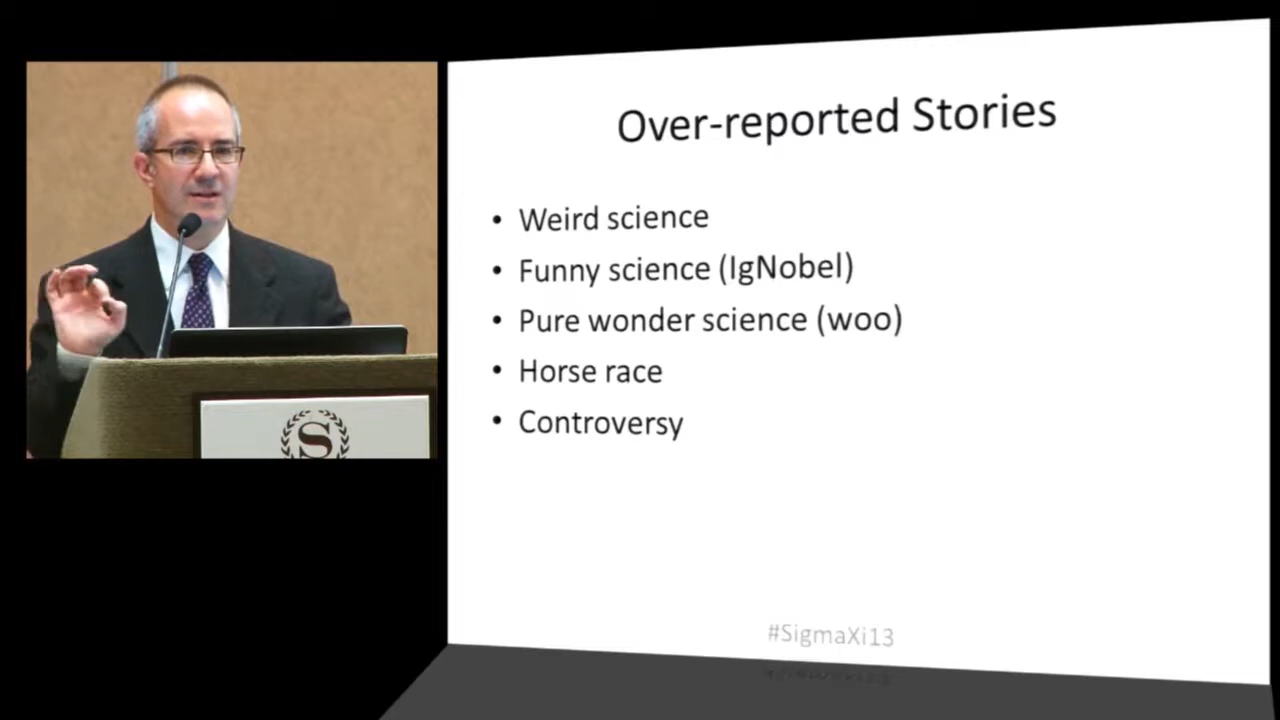 Over-reported Stories
• Weird science
• Funny science (IgNobel)
• Pure wonder science (woo)
• Horse race
• Controversy
#SigmaXi13
S